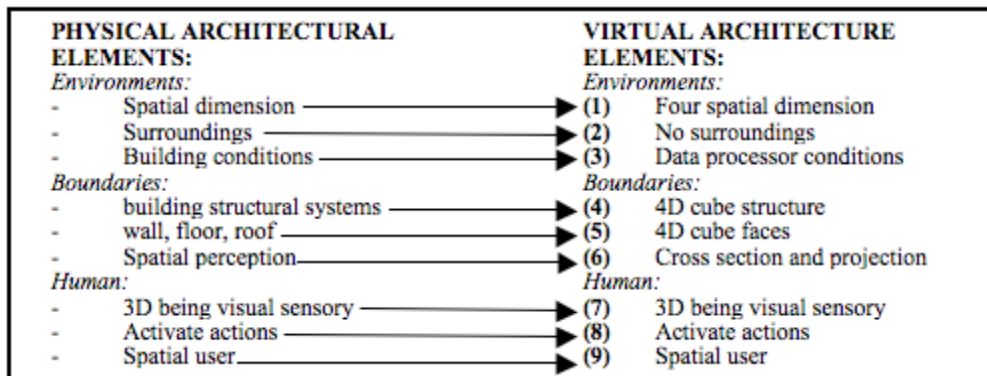 PHYSICAL ARCHITECTURAL VIRTUAL ARCHITECTURE
ELEMENTS: ELEMENTS:
Environments: Environments:
- Spatial dimension (1) Four spatial dimension
- Surroundings (2) No surroundings
- Building conditions (3) Data processor conditions
Boundaries: Boundaries:
- building structural systems (4) 4D cube structure
- wall, floor, roof (5) 4D cube faces
- Spatial perception (6) Cross section and projection
Human: Human:
- 3D being visual sensory (7) 3D being visual sensory
- Activate actions (8) Activate actions
- Spatial user (9) Spatial user